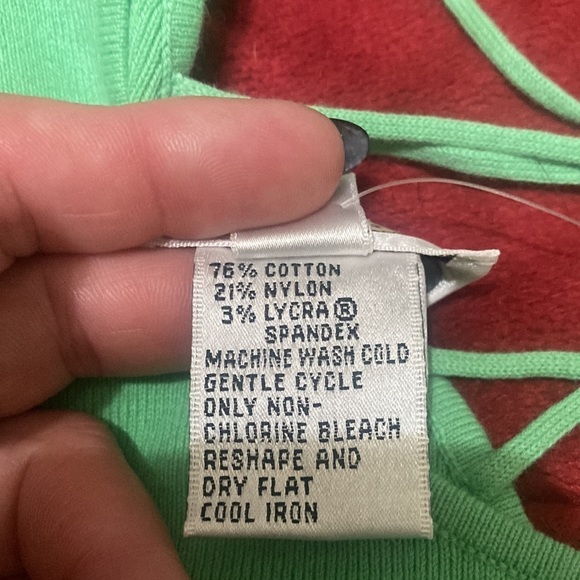 76% COTTON
21% NYLON
3% LYCRA®
SPANDEX
MACHINE WASH COLD
GENTLE CYCLE
ONLY NON-
CHLORINE BLEACH
RESHAPE AND
DRY FLAT
COOL IRON